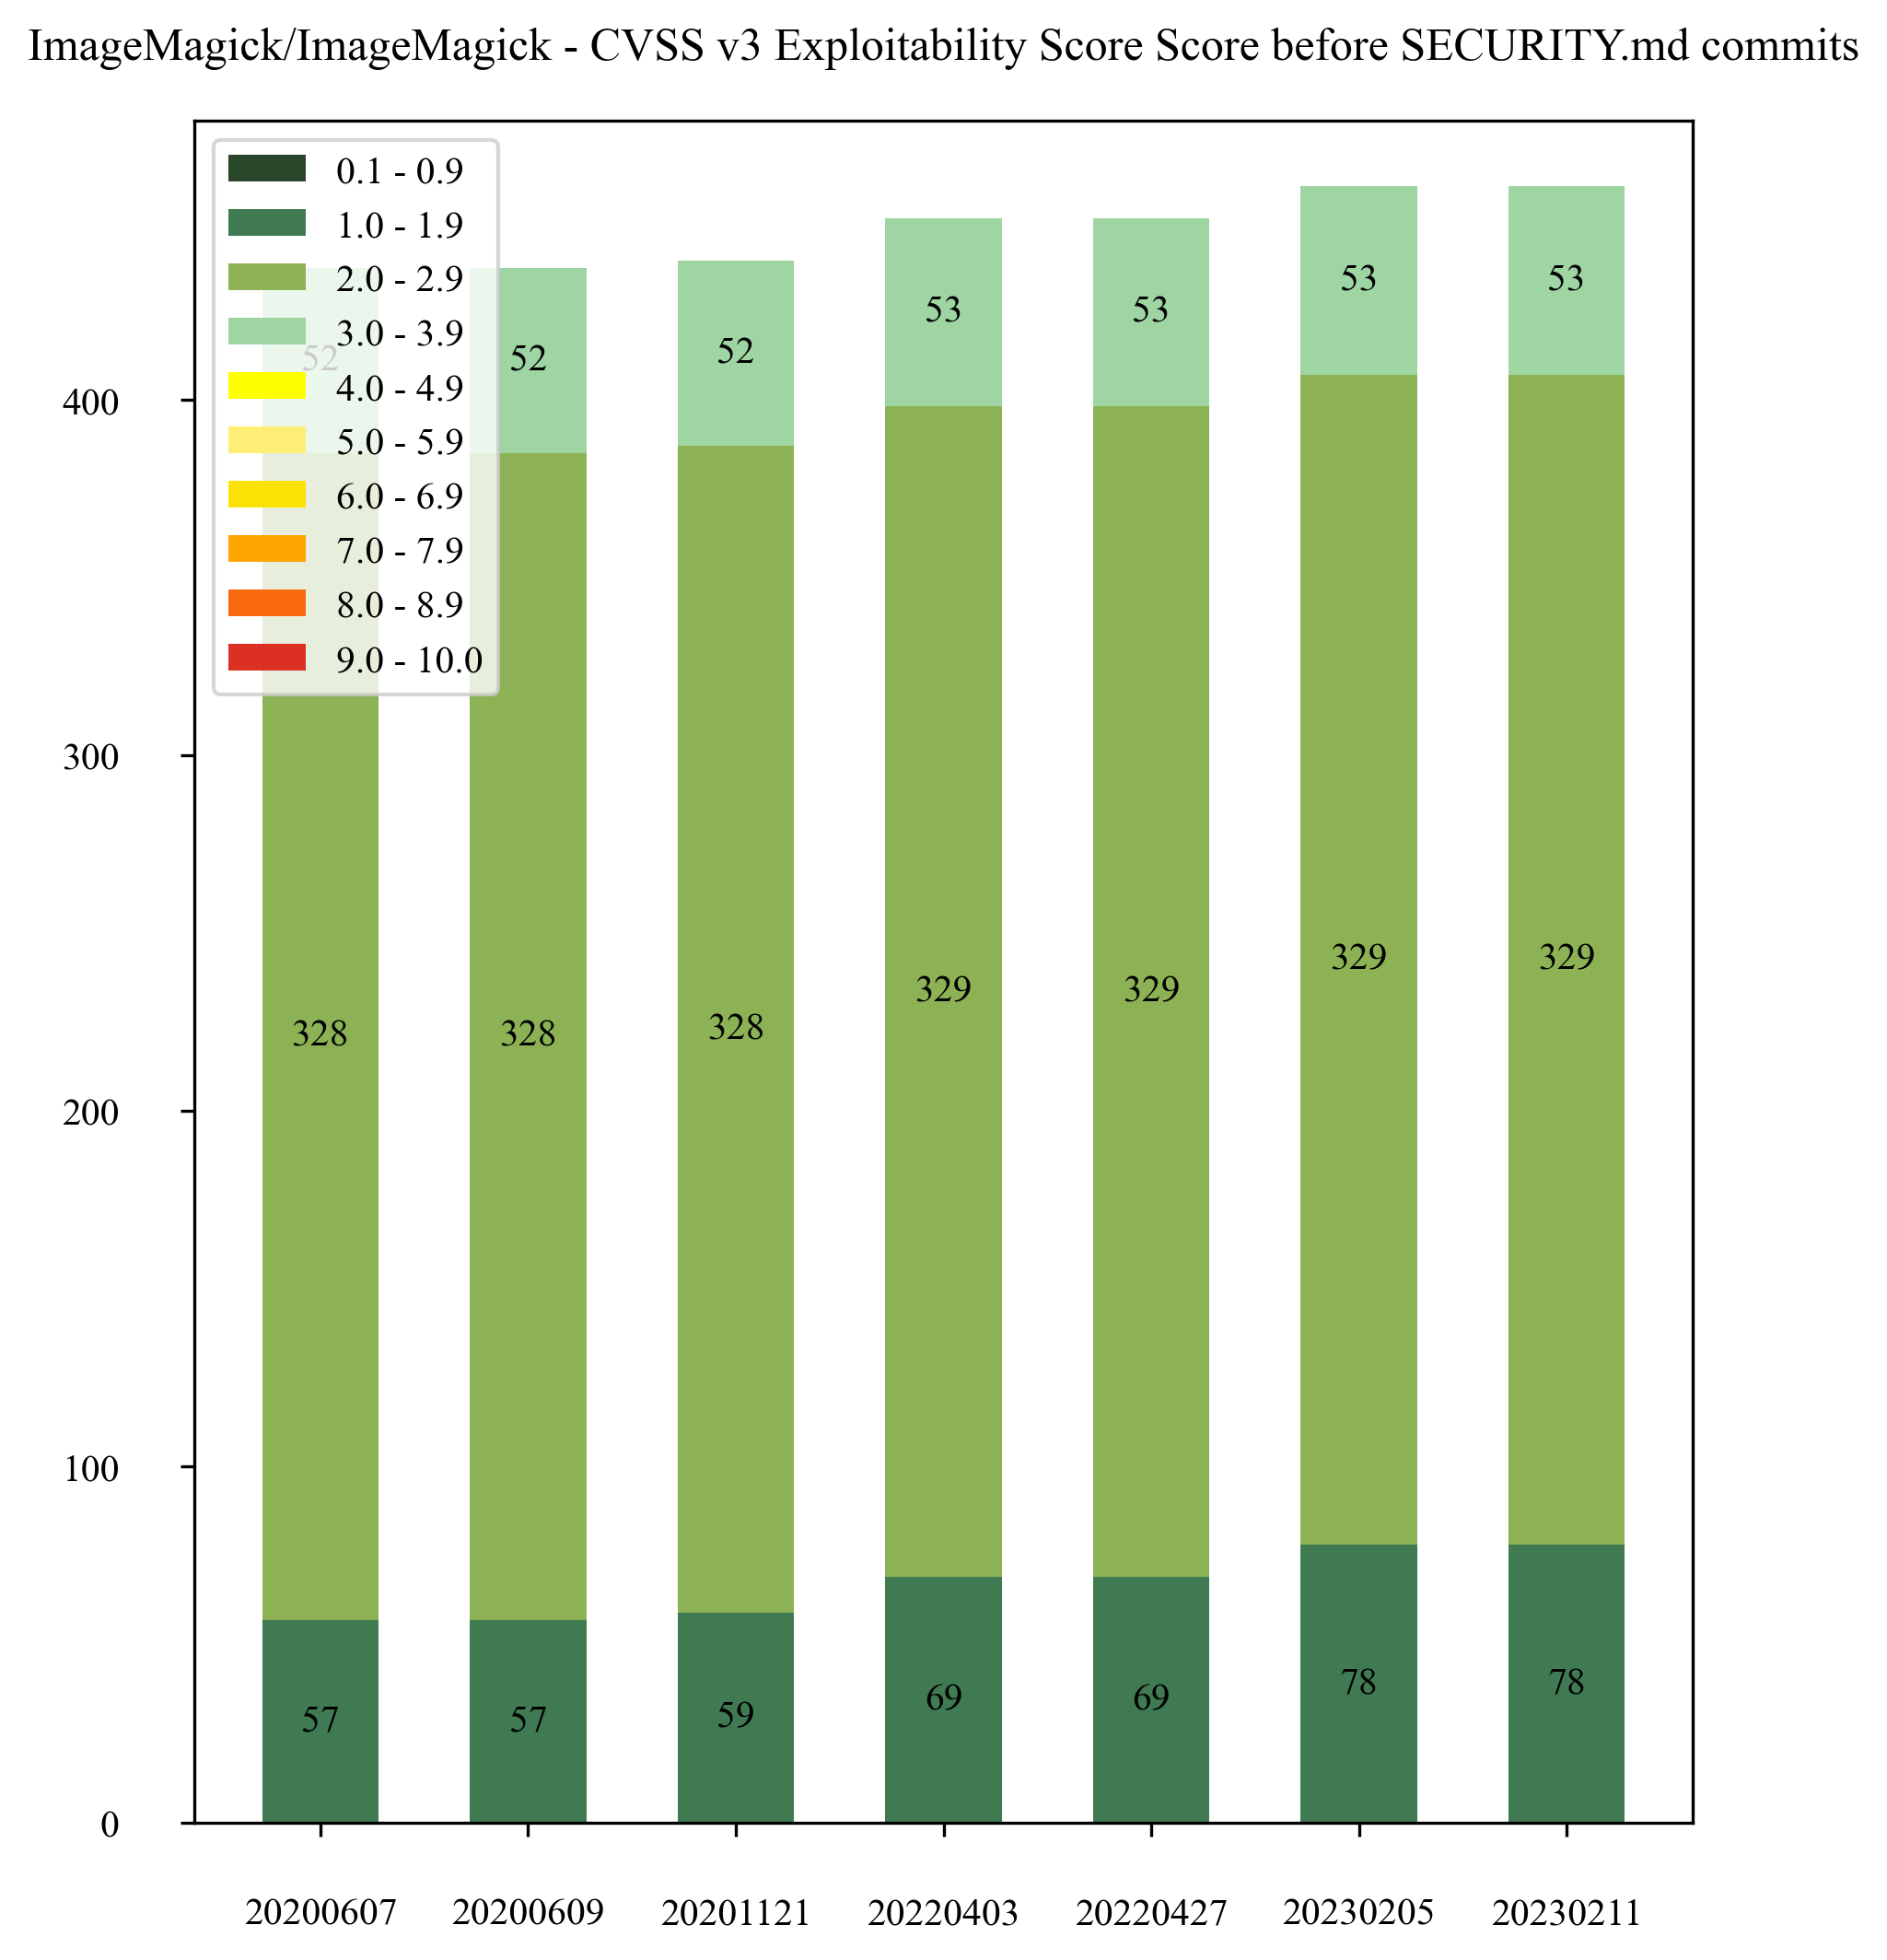 ImageMagick/ImageMagick - CVSS v3 Exploitability Score Score before SECURITY.md commits
0.1 - 0.9
1.0 - 1.9
2.0 - 2.9
3.0 - 3.9
4.0 - 4.9
5.0 - 5.9
6.0 - 6.9
7.0 - 7.9
8.0 - 8.9
9.0 - 10.0
400
300
200
100
0
52 52 52 53 53 53 53
328 328 328 329 329 329 329
57 57 59 69 69 78 78
20200607 20200609 20201121 20220403 20220427 20230205 20230211